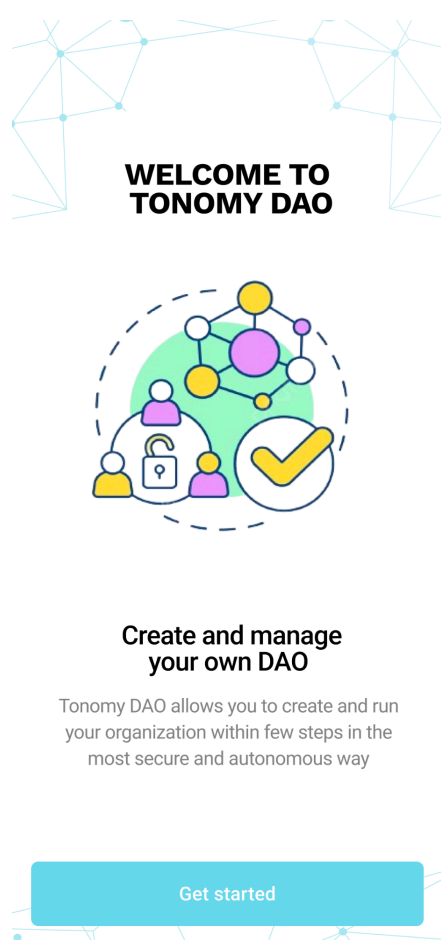 WELCOME TO
TONOMY DAO
Create and manage
your own DAO
Tonomy DAO allows you to create and run
your organization within few steps in the
most secure and autonomous way
Get started